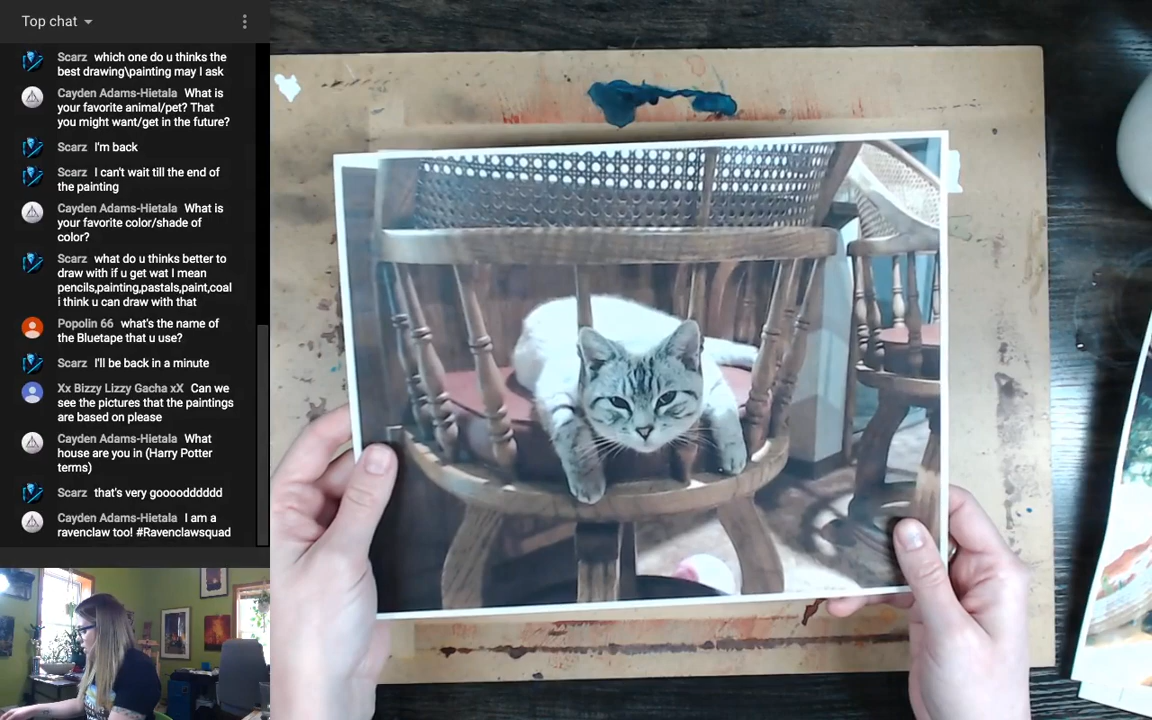 Top chat
Scarz which one do u thinks the
best drawing\painting may I ask
Cayden Adams-Hietala What is
your favorite animal/pet? That
you might want/get in the future?
Scarz I'm back
Scarz I can't wait till the end of
the painting
Cayden Adams-Hietala What is
your favorite color/shade of
color?
Scarz what do u thinks better to
draw with if u get wat I mean
pencils,painting,pastals,paint,coal
i think u can draw with that
Popolin 66 what's the name of
the Bluetape that u use?
Scarz I'll be back in a minute
Xx Bizzy Lizzy Gacha xX Can we
see the pictures that the paintings
are based on please
Cayden Adams-Hietala What
house are you in (Harry Potter
terms)
Scarz that's very goooodddddd
Cayden Adams-Hietala I am a
ravenclaw too! #Ravenclawsquad